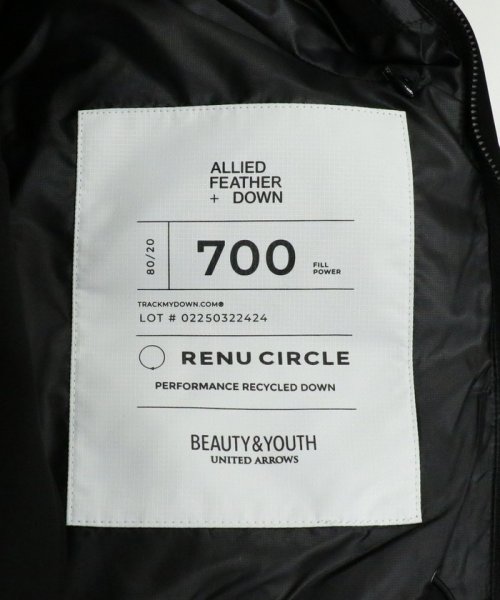 ALLIED
FEATHER
+ DOWN
80/20
700
FILL
POWER
TRACKMYDOWN.COM®
LOT # 02250322424
RENU CIRCLE
PERFORMANCE RECYCLED DOWN
BEAUTY&YOUTH
UNITED ARROWS